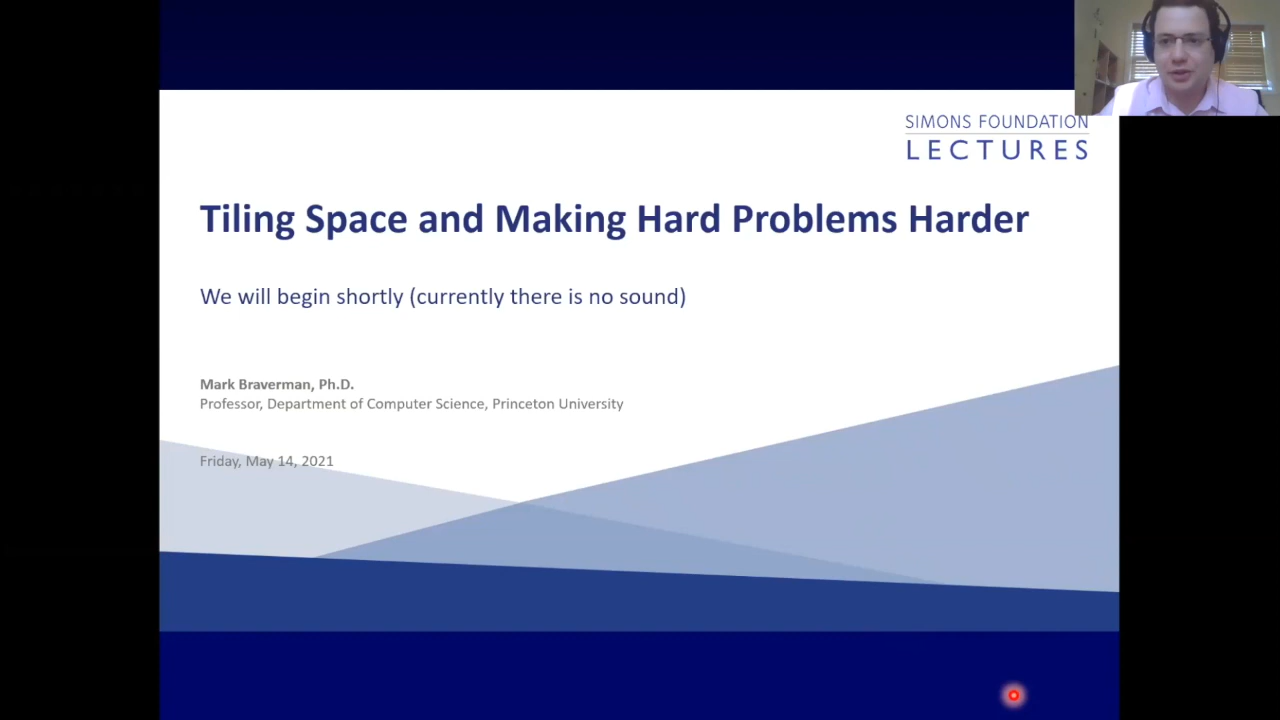 SIMONS FOUNDATION
LECTURES
Tiling Space and Making Hard Problems Harder
We will begin shortly (currently there is no sound)
Mark Braverman, Ph.D.
Professor, Department of Computer Science, Princeton University
Friday, May 14, 2021